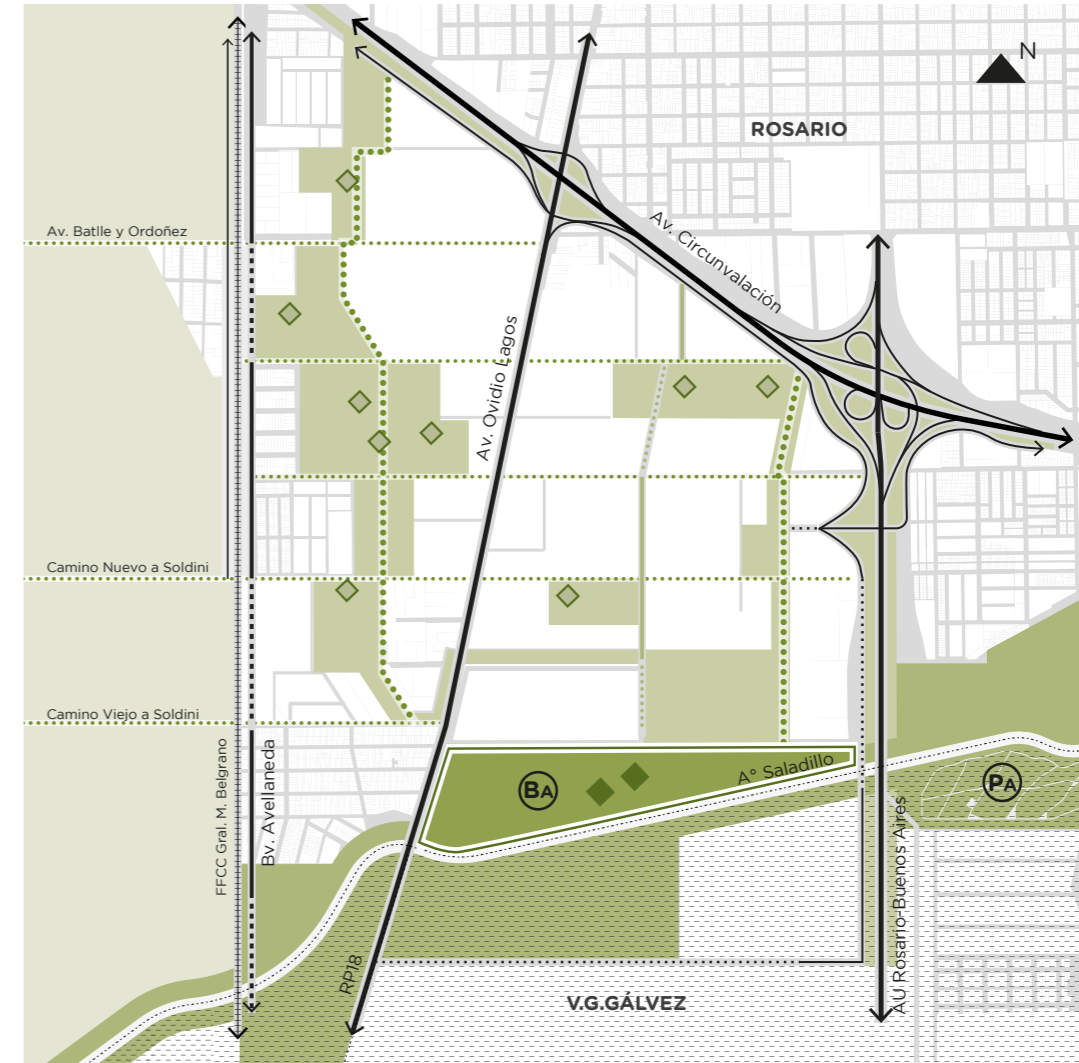 N
ROSARIO
Av. Batlle y Ordoñez
Av. Circunvalación
Av. Ovidio Lagos
Camino Nuevo a Soldini
Camino Viejo a Soldini
FFCC Gral. M. Belgrano
Bv. Avellaneda
BA
A° Saladillo
PA
AU Rosario-Buenos Aires
RP18
V.G.GÁLVEZ